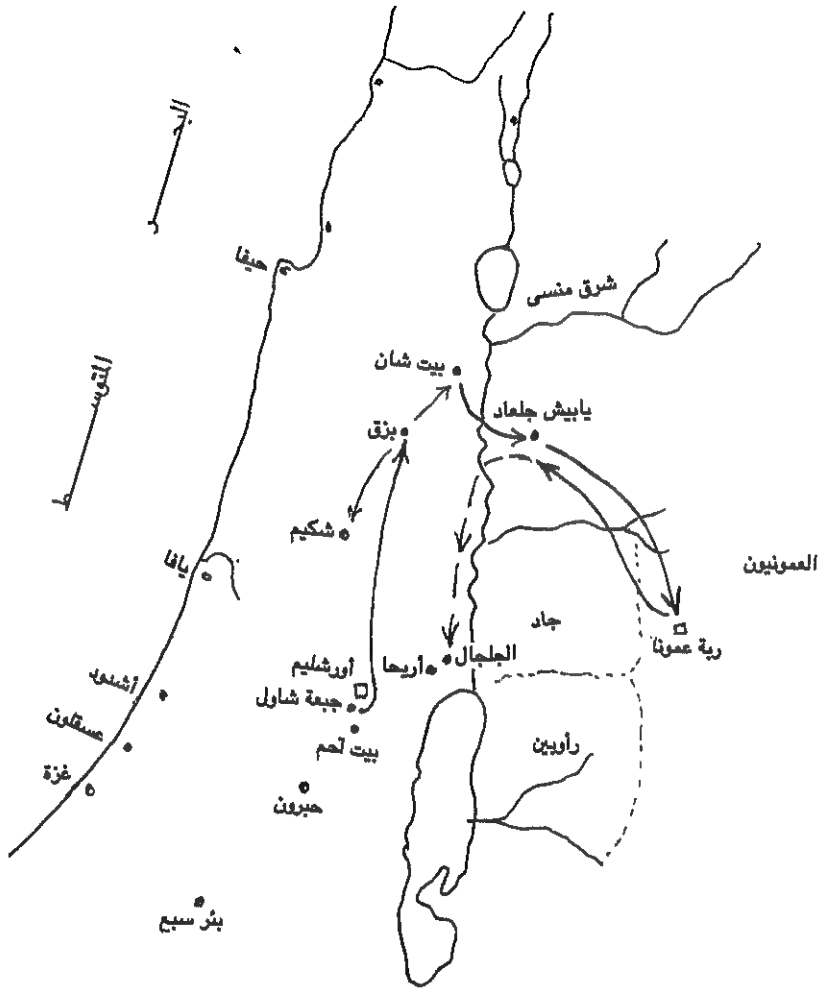 البحر
حيفا
شرق منسى
المتوسط
بيت شان
يابيش جلعاد
بزق
شكيم
يافا
العمونيون
جاد
ربة عمونا
الجلجال
أريحا
أورشليم
أشدود
جبعة شاولى
عسقلون
رأوبين
بيت لحم
غزة
حبرون
بئر سبع